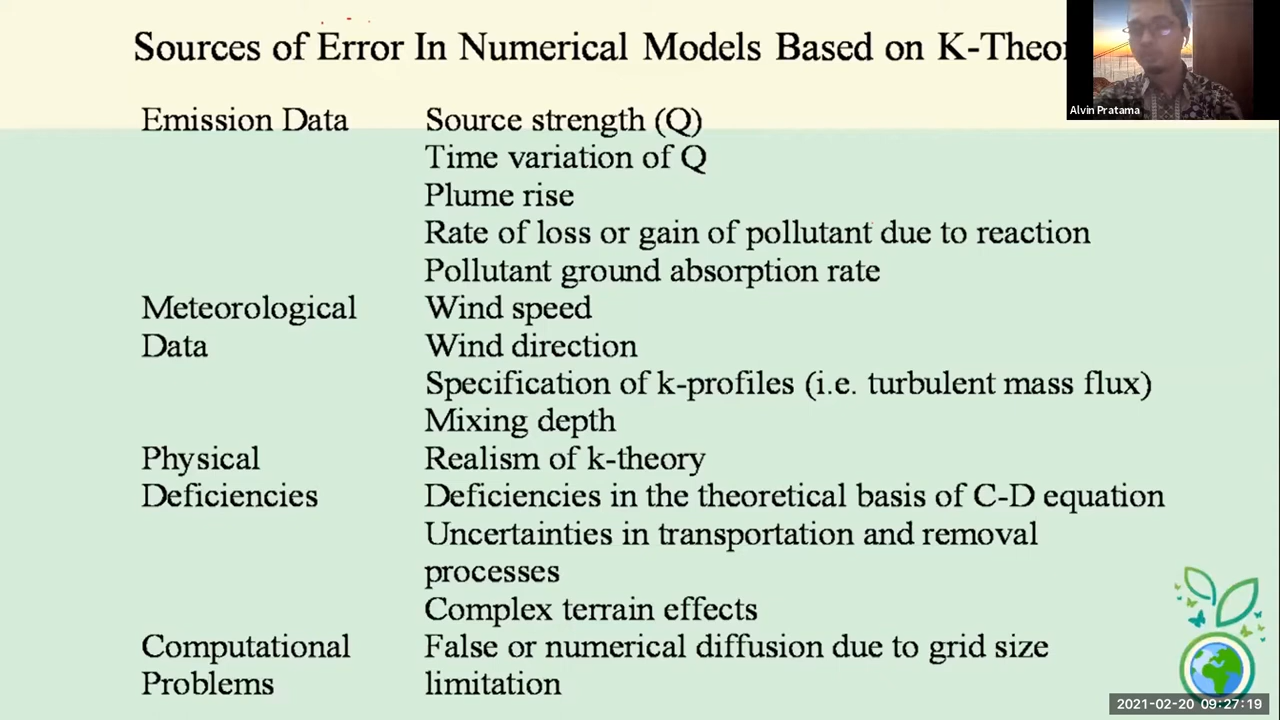 Sources of Error In Numerical Models Based on
Alvin Pratama
Emission Data
Source strength (Q)
Time variation of Q
Plume rise
Rate of loss or gain of pollutant due to reaction
Pollutant ground absorption rate
Meteorological
Data
Wind speed
Wind direction
Specification of k-profiles (i.e. turbulent mass flux)
Mixing depth
Physical
Deficiencies
Realism of k-theory
Deficiencies in the theoretical basis of C-D equation
Uncertainties in transportation and removal
processes
Complex terrain effects
Computational
Problems
False or numerical diffusion due to grid size
limitation
2021-02-20 09:27:19